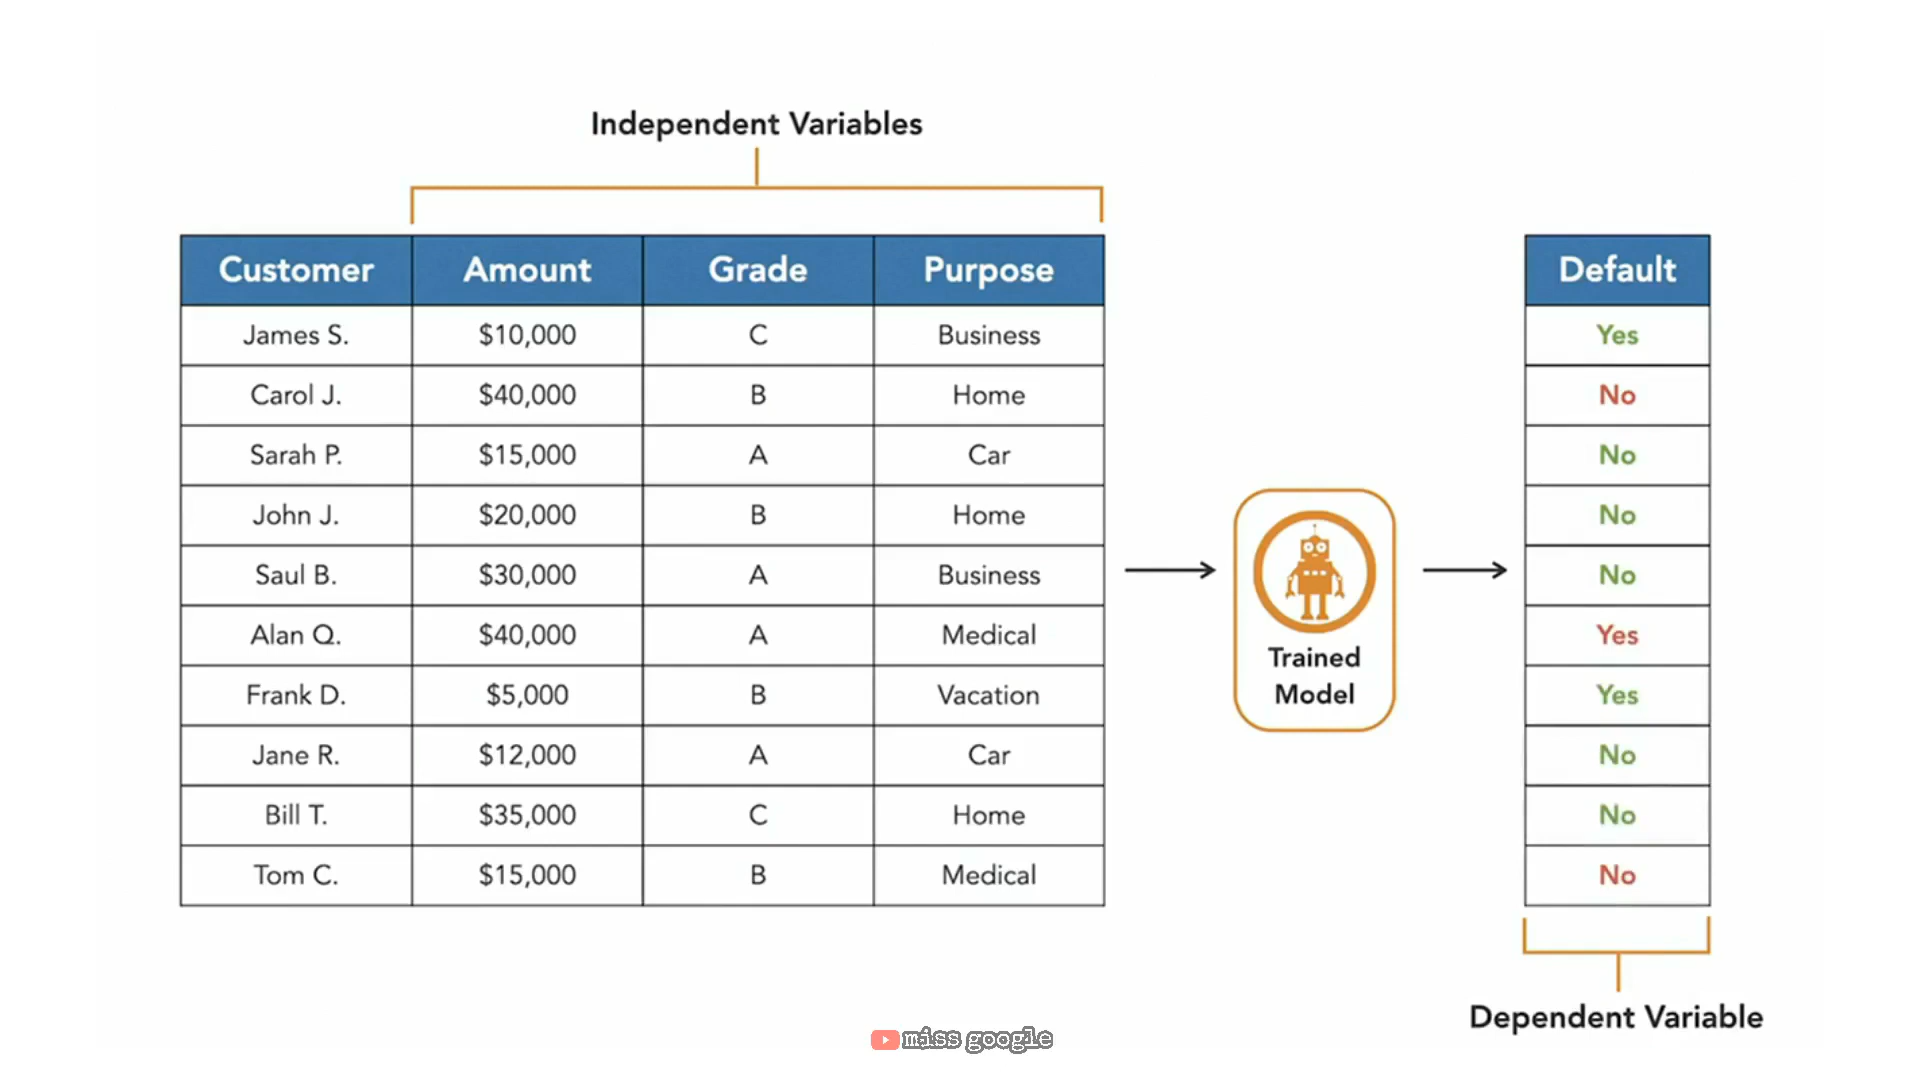 Independent Variables
Customer Amount Grade Purpose Default
James S. $10,000 C Business Yes
Carol J. $40,000 B Home No
Sarah P. $15,000 A Car No
John J. $20,000 B Home No
Saul B. $30,000 A Business No
Alan Q. $40,000 A Medical Yes
Frank D. $5,000 B Vacation Yes
Jane R. $12,000 A Car No
Bill T. $35,000 C Home No
Tom C. $15,000 B Medical No
Trained
Model
Dependent Variable
miss google